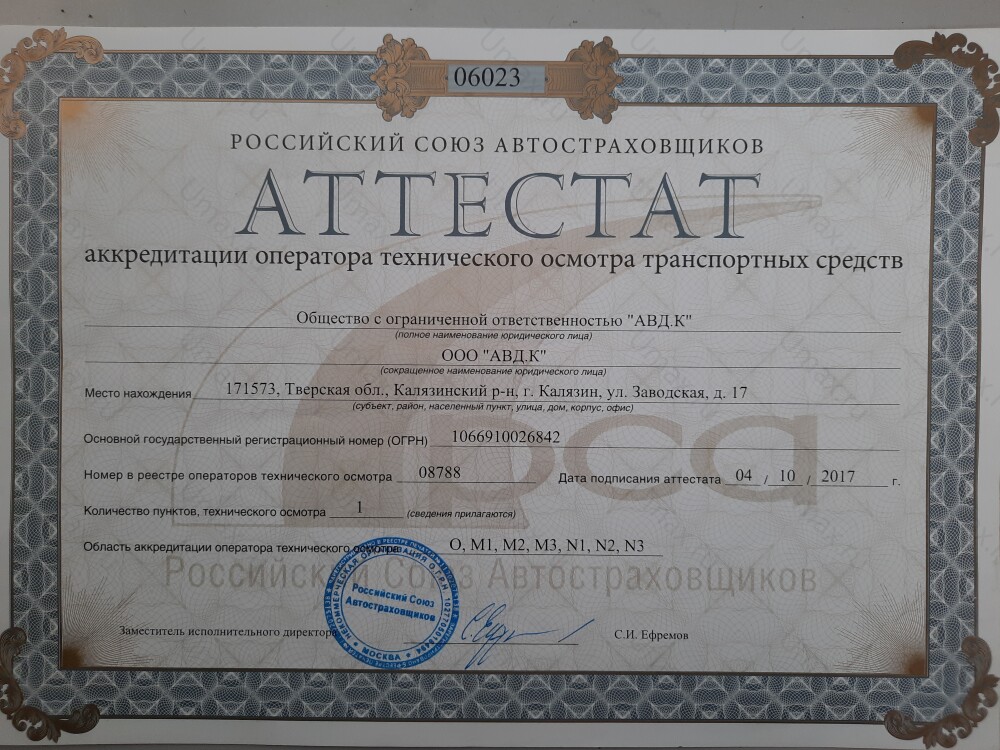 06023
РОССИЙСКИЙ СОЮЗ АВТОСТРАХОВЩИКОВ
АТТЕСТАТ
аккредитации оператора технического осмотра транспортных средств
Общество с ограниченной ответственностью "АВД.К"
(полное наименование юридического лица)
ООО "АВД.К"
(сокращенное наименование юридического лица)
Место нахождения 171573, Тверская обл., Калязинский р-н, г. Калязин, ул. Заводская, д. 17
(субъект, район, населенный пункт, улица, дом, корпус, офис)
рса
Основной государственный регистрационный номер (ОГРН) 1066910026842
Номер в реестре операторов технического осмотра 08788 Дата подписания аттестата 04 / 10 / 2017 г.
Количество пунктов, технического осмотра 1 (сведения прилагаются)
Область аккредитации оператора технического осмотра O, M1, M2, M3, N1, N2, N3
Российский Союз Автостраховщиков
НЕКОММЕРЧЕСКАЯ ОРГАНИЗАЦИЯ О.Г.Р.Н. 1027705018494
Российский Союз
Автостраховщиков
* МОСКВА *
Заместитель исполнительного директора С.И. Ефремов